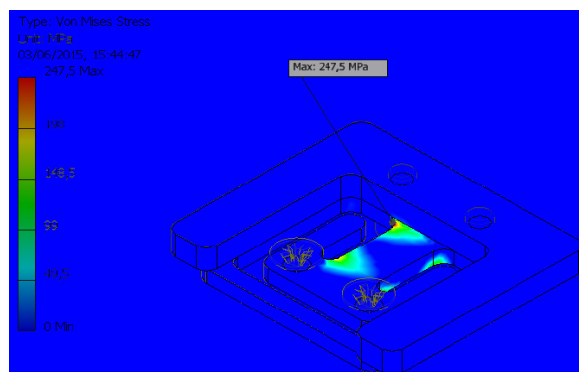 Type: Von Mises Stress
Unit: MPa
03/06/2015, 15:44:47
247,5 Max
Max: 247,5 MPa
198
148,5
99
49,5
0 Min